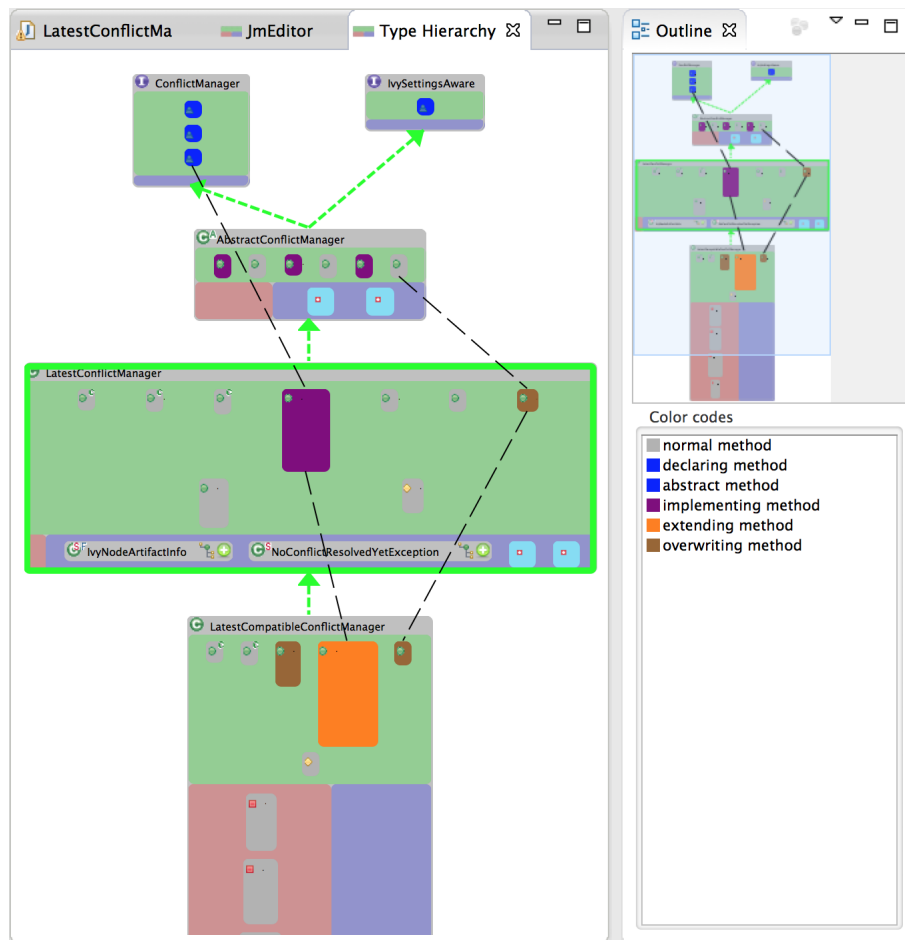 LatestConflictMa JmEditor Type Hierarchy
Outline
ConflictManager
IvySettingsAware
AbstractConflictManager
LatestConflictManager
IvyNodeArtifactInfo NoConflictResolvedYetException
LatestCompatibleConflictManager
Color codes
normal method
declaring method
abstract method
implementing method
extending method
overwriting method